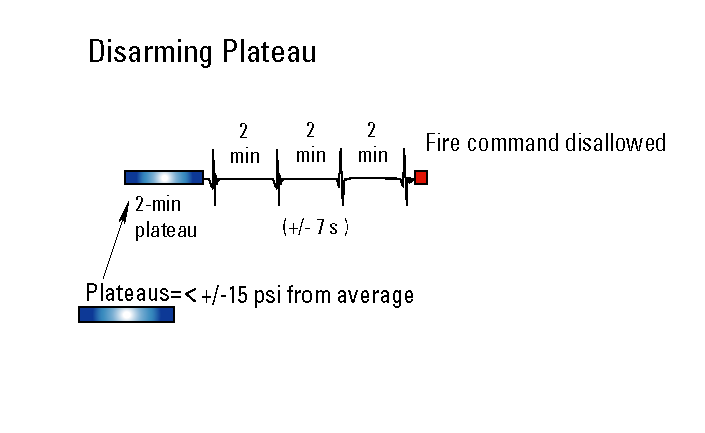 Disarming Plateau
2 2 2
min min min
Fire command disallowed
2-min
plateau
(+/- 7 s )
Plateaus=< +/-15 psi from average